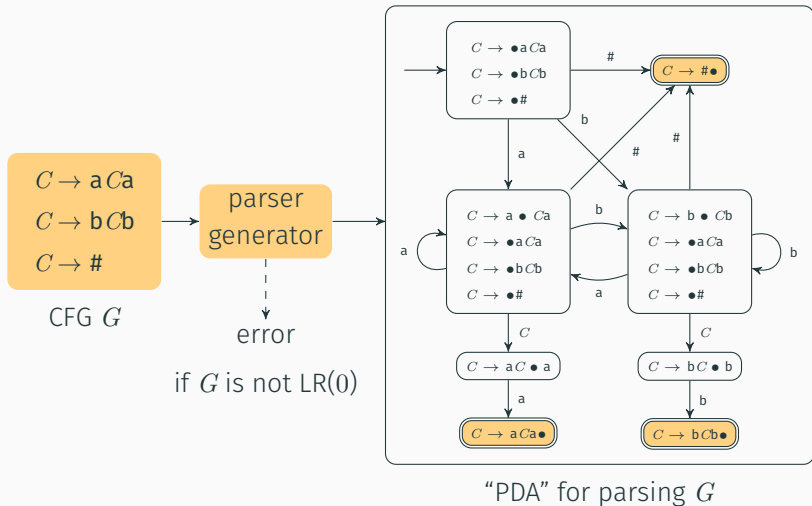 C → aCa
C → bCb
C → #
CFG G
parser
generator
error
if G is not LR(0)
C → •aCa
C → •bCb
C → •#
#
C → #•
b
a
#
#
C → a • Ca
C → •aCa
C → •bCb
C → •#
a
b
a
C → b • Cb
C → •aCa
C → •bCb
C → •#
b
C
C
C → aC • a
C → bC • b
a
b
C → aCa•
C → bCb•
“PDA” for parsing G